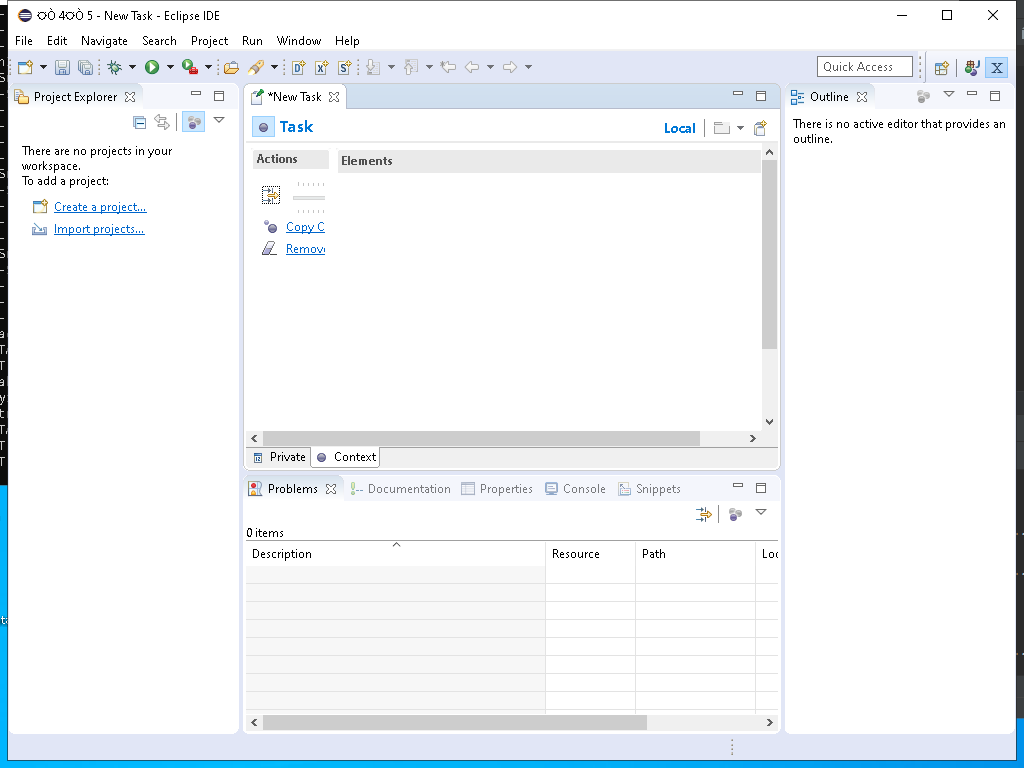 4 5 - New Task - Eclipse IDE
File Edit Navigate Search Project Run Window Help
Quick Access
Project Explorer
There are no projects in your
workspace.
To add a project:
Create a project...
Import projects...
*New Task
Task
Local
Actions
Elements
Copy C
Remov
Private
Context
Outline
There is no active editor that provides an
outline.
Problems
Documentation
Properties
Console
Snippets
0 items
Description
Resource
Path
Loc